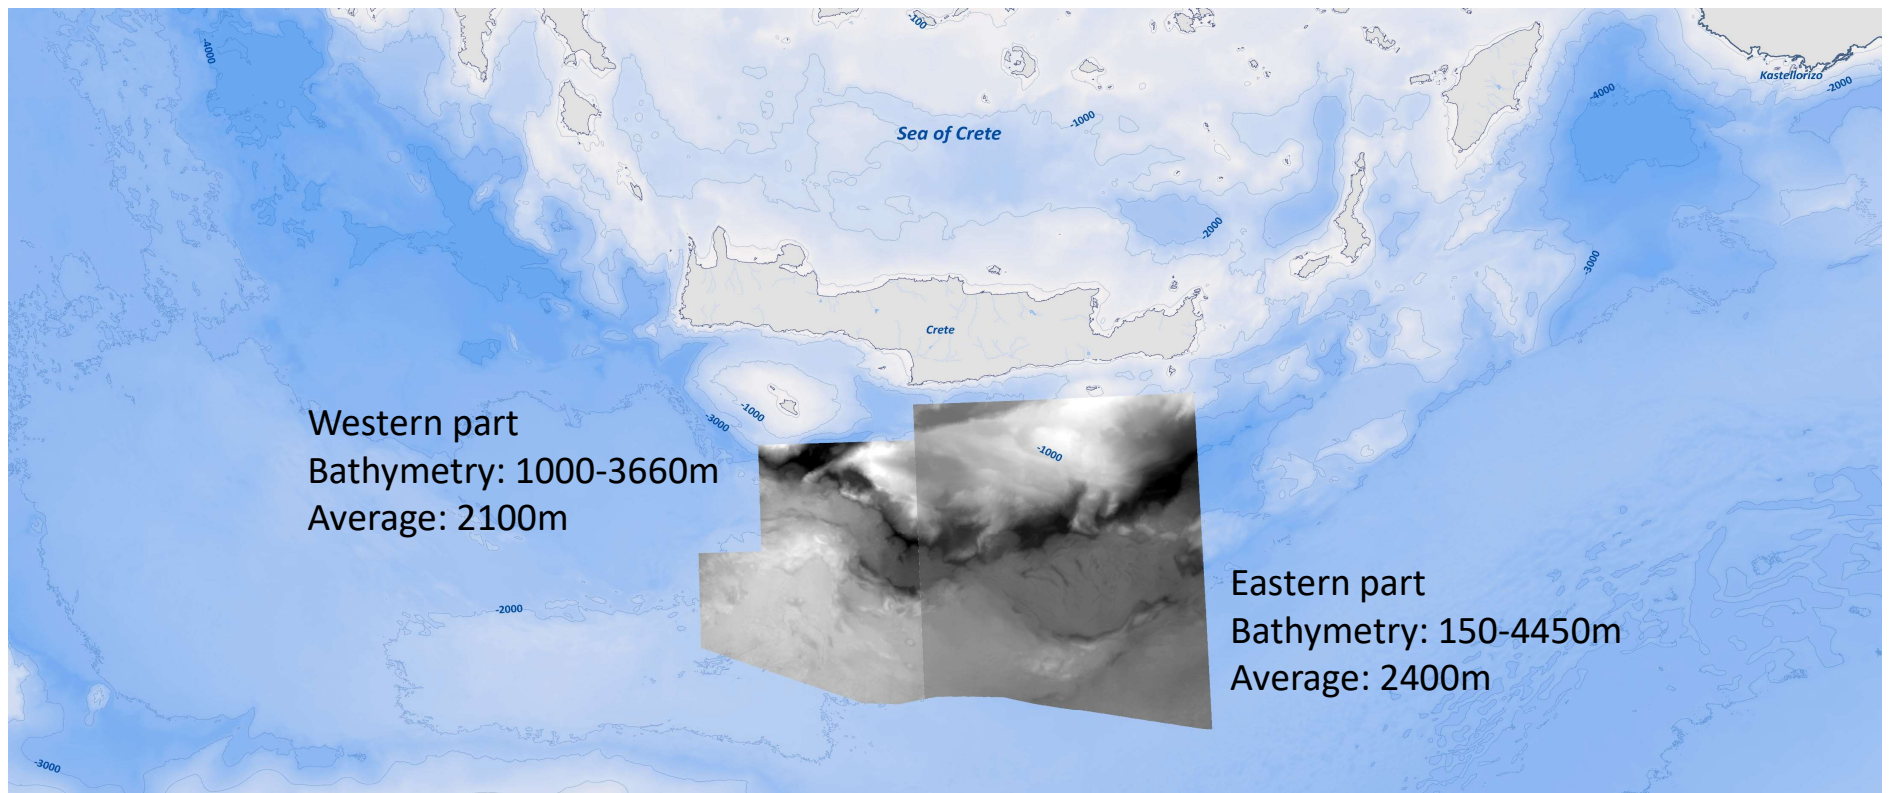 -4000
-100
Kastellorizo
-2000
-4000
-1000
Sea of Crete
-2000
-3000
Crete
-1000
-3000
Western part
Bathymetry: 1000-3660m
Average: 2100m
-1000
Eastern part
Bathymetry: 150-4450m
Average: 2400m
-2000
-3000